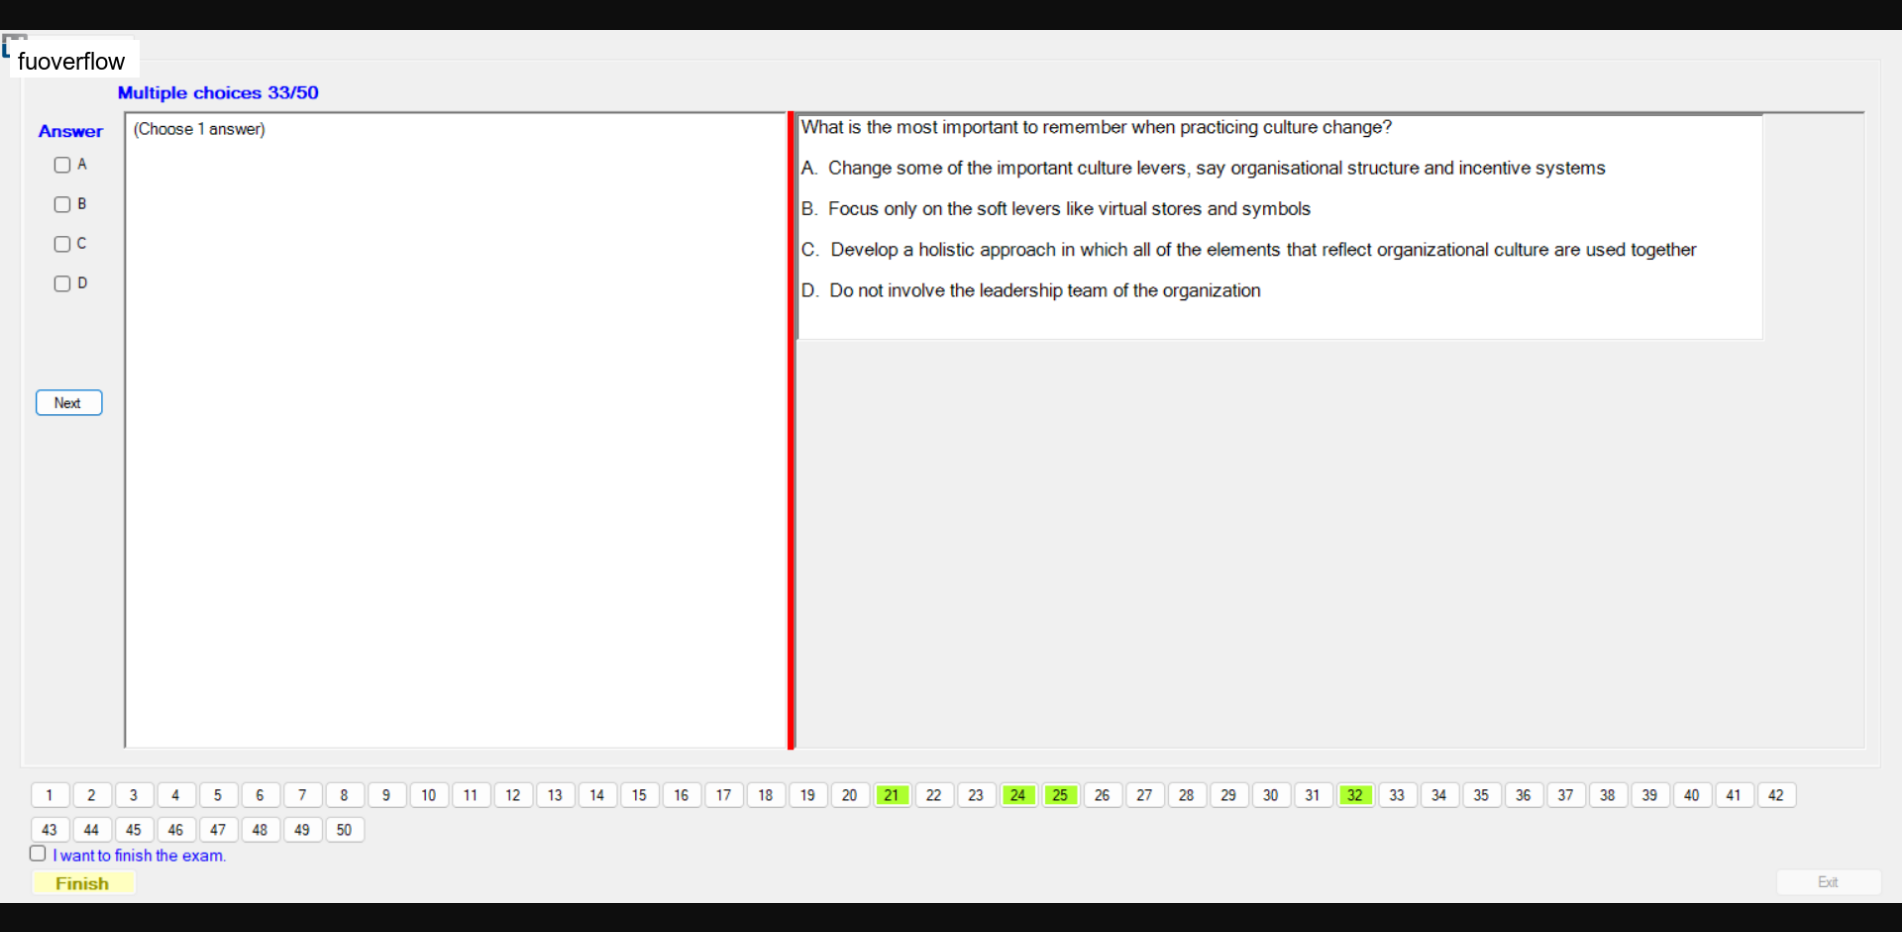 fuoverflow
Multiple choices 33/50
Answer
(Choose 1 answer)
A
B
C
D
Next
What is the most important to remember when practicing culture change?
A. Change some of the important culture levers, say organisational structure and incentive systems
B. Focus only on the soft levers like virtual stores and symbols
C. Develop a holistic approach in which all of the elements that reflect organizational culture are used together
D. Do not involve the leadership team of the organization
1 2 3 4 5 6 7 8 9 10 11 12 13 14 15 16 17 18 19 20 21 22 23 24 25 26 27 28 29 30 31 32 33 34 35 36 37 38 39 40 41 42
43 44 45 46 47 48 49 50
I want to finish the exam.
Finish
Exit